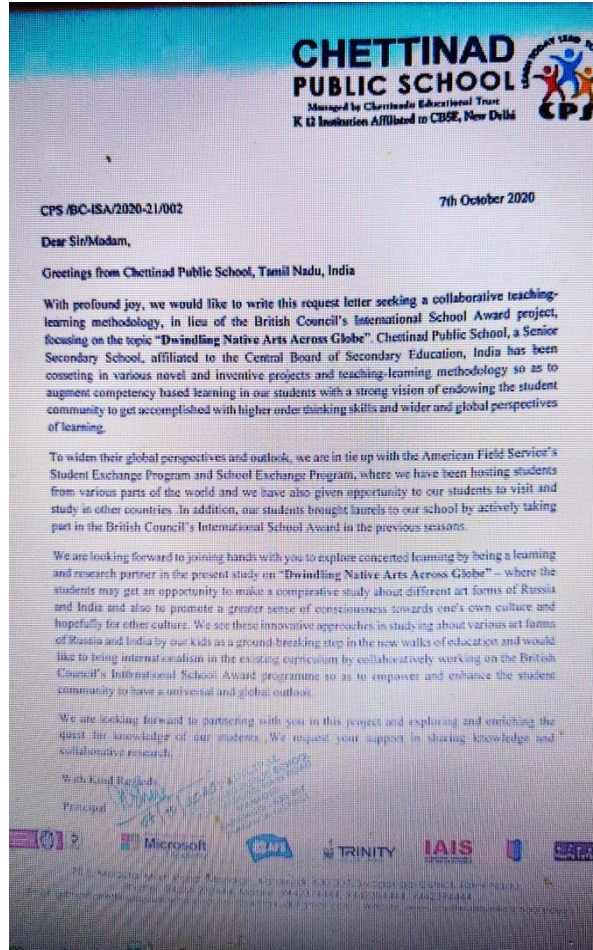 CHETTINAD
PUBLIC SCHOOL
Managed by Chettinadu Educational Trust
K 12 Institution Affiliated to CBSE, New Delhi
CPS
CPS /BC-ISA/2020-21/002
7th October 2020
Dear Sir/Madam,
Greetings from Chettinad Public School, Tamil Nadu, India
With profound joy, we would like to write this request letter seeking a collaborative teaching-
learning methodology, in lieu of the British Council's International School Award project,
focusing on the topic "Dwindling Native Arts Across Globe". Chettinad Public School, a Senior
Secondary School, affiliated to the Central Board of Secondary Education, India has been
cosseting in various novel and inventive projects and teaching-learning methodology so as to
augment competency based learning in our students with a strong vision of endowing the student
community to get accomplished with higher order thinking skills and wider and global perspectives
of learning.
To widen their global perspectives and outlook, we are in tie up with the American Field Service's
Student Exchange Program and School Exchange Program, where we have been hosting students
from various parts of the world and we have also given opportunity to our students to visit and
study in other countries .In addition, our students brought laurels to our school by actively taking
part in the British Council's International School Award in the previous seasons.
We are looking forward to joining hands with you to explore concerted learning by being a learning
and research partner in the present study on "Dwindling Native Arts Across Globe" – where the
students may get an opportunity to make a comparative study about different art forms of Russia
and India and also to promote a greater sense of consciousness towards one's own culture and
hopefully for other culture. We see these innovative approaches in studying about various art forms
of Russia and India by our kids as a ground-breaking step in the new walks of education and would
like to bring internationalism in the existing curriculum by collaboratively working on the British
Council's International School Award programme so as to empower and enhance the student
community to have a universal and global outlook.
We are looking forward to partnering with you in this project and exploring and enriching the
quest for knowledge of our students .We request your support in sharing knowledge and
collaborative research.
With Kind Regards
Principal
Microsoft
AFS
TRINITY
IAIS